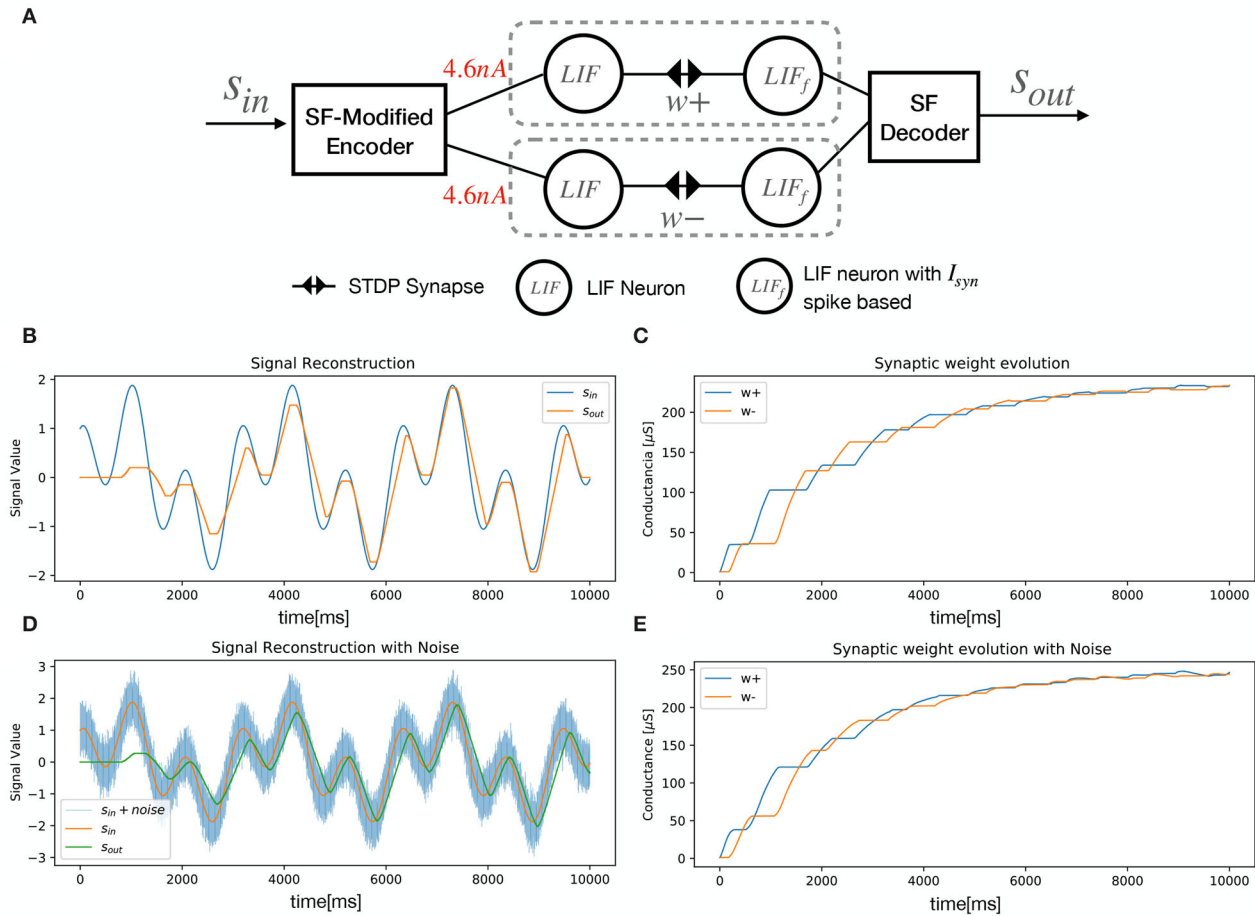 A
S_in
SF-Modified
Encoder
4.6nA
4.6nA
LIF
w+
LIF_f
LIF
w−
LIF_f
SF
Decoder
S_out
STDP Synapse
LIF
LIF Neuron
LIF_f
LIF neuron with I_syn
spike based
B
Signal Reconstruction
Signal Value
2
1
0
−1
−2
s_in
s_out
0 2000 4000 6000 8000 10000
time[ms]
C
Synaptic weight evolution
Conductancia [μS]
200
150
100
50
0
w+
w-
0 2000 4000 6000 8000 10000
time[ms]
D
Signal Reconstruction with Noise
Signal Value
3
2
1
0
−1
−2
−3
s_in + noise
s_in
s_out
0 2000 4000 6000 8000 10000
time[ms]
E
Synaptic weight evolution with Noise
Conductance [μS]
250
200
150
100
50
0
w+
w-
0 2000 4000 6000 8000 10000
time[ms]